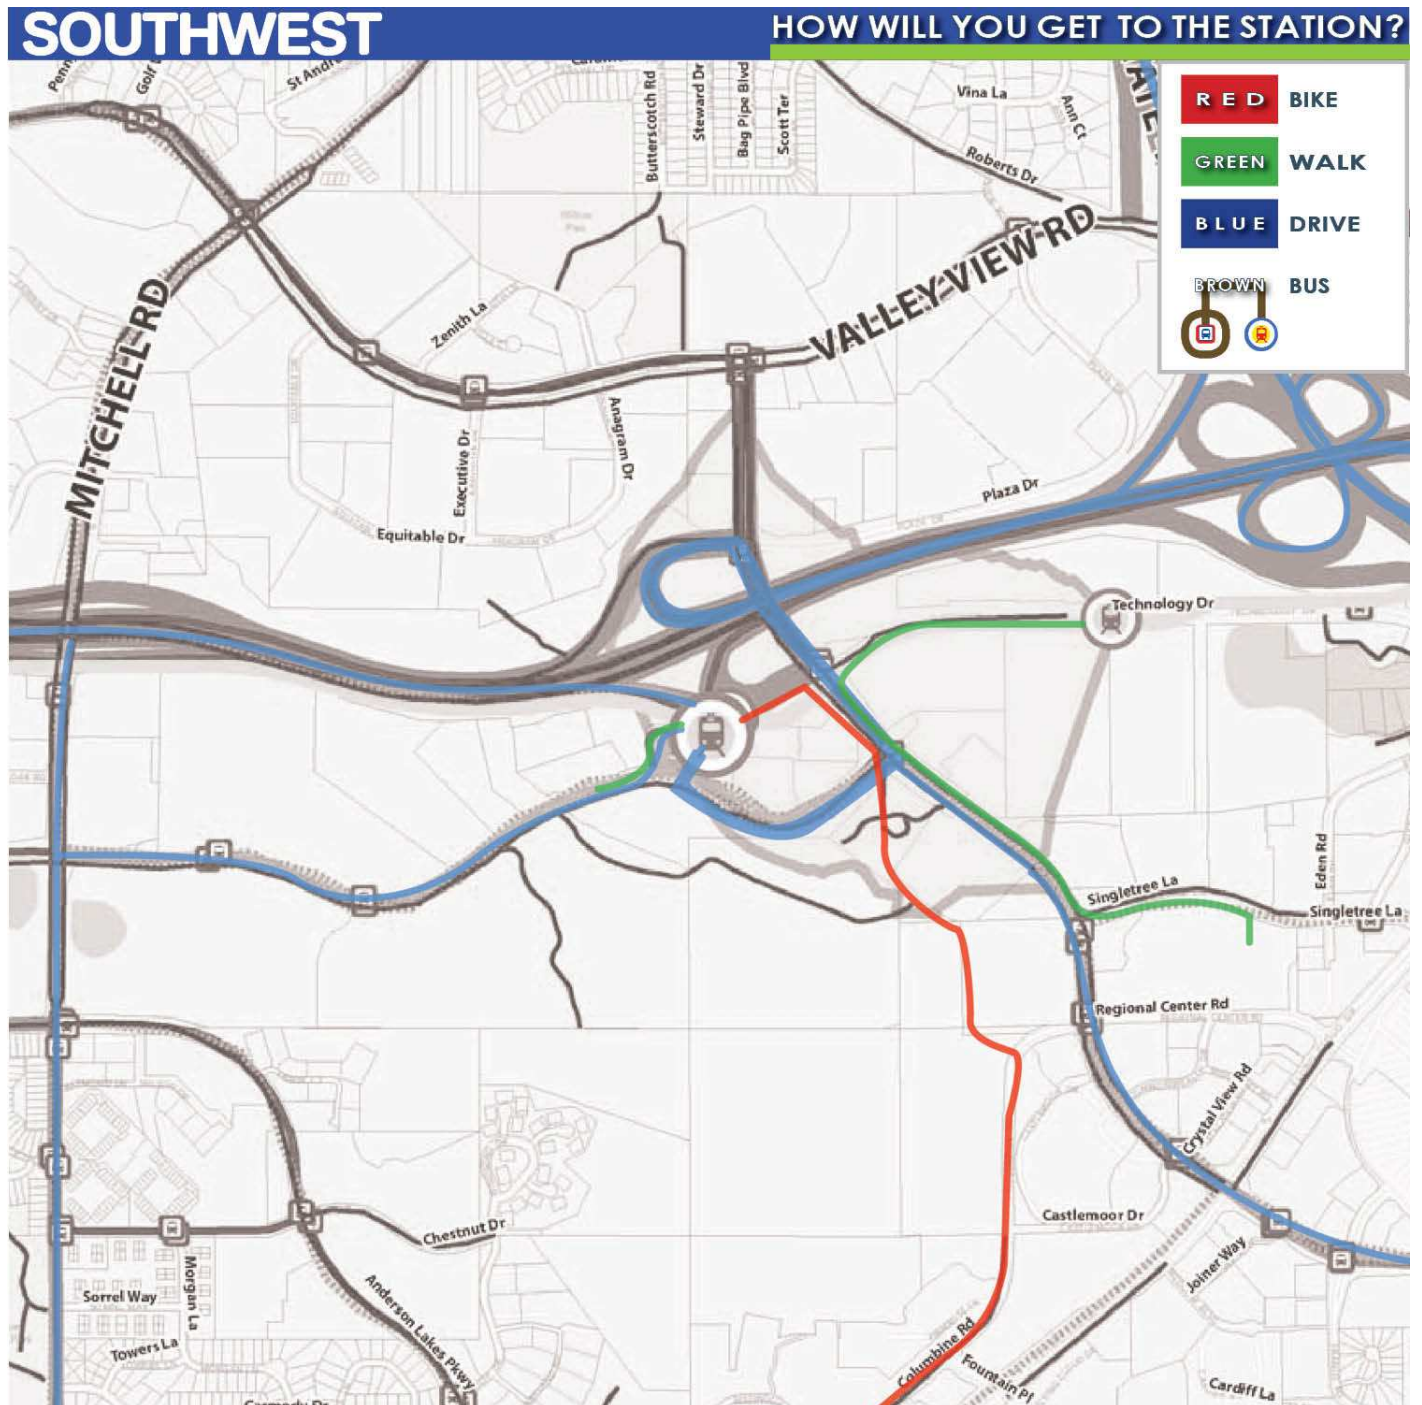 SOUTHWEST
HOW WILL YOU GET TO THE STATION?
RED BIKE
GREEN WALK
BLUE DRIVE
BROWN BUS
Butterscotch Rd
Steward Dr
Bag Pipe Blvd
Scott Ter
Vina La
Ann Ct
Roberts Dr
VALLEY VIEW RD
MITCHELL RD
Zenith La
Executive Dr
Anagram Dr
Equitable Dr
Plaza Dr
Technology Dr
Singletree La
Singletree La
Eden Rd
Regional Center Rd
REGIONAL CENTER RD
Crystal View Rd
Castlemoor Dr
Joiner Way
Chestnut Dr
Morgan La
Sorrel Way
Towers La
Anderson Lakes Pkwy
Columbine Rd
Fountain Pl
Cardiff La